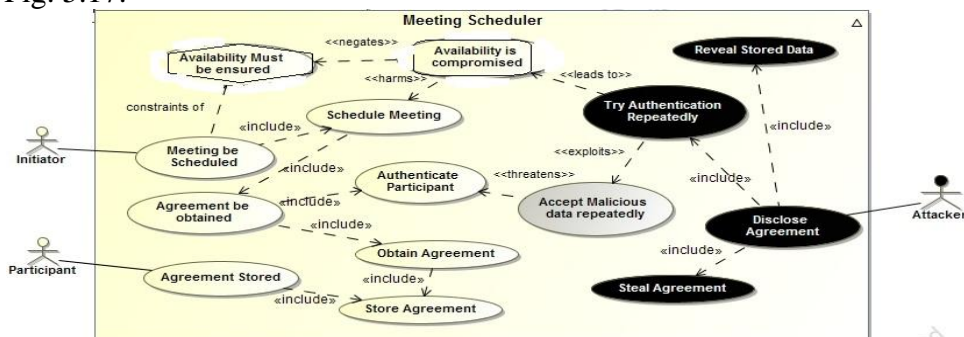 Fig. 3.17.
Meeting Scheduler
Availability Must
be ensured
<<negates>>
Availability is
compromised
Reveal Stored Data
<<harms>>
<<leads to>>
constraints of
Schedule Meeting
Try Authentication
Repeatedly
«include»
Initiator
Meeting be
Scheduled
«include»
<<exploits>>
Authenticate
Participant
<<threatens>>
Accept Malicious
data repeatedly
Agreement be
obtained
«include»
Disclose
Agreement
Attacker
«include»
Obtain Agreement
«include»
Participant
Agreement Stored
«include»
«include»
Store Agreement
Steal Agreement